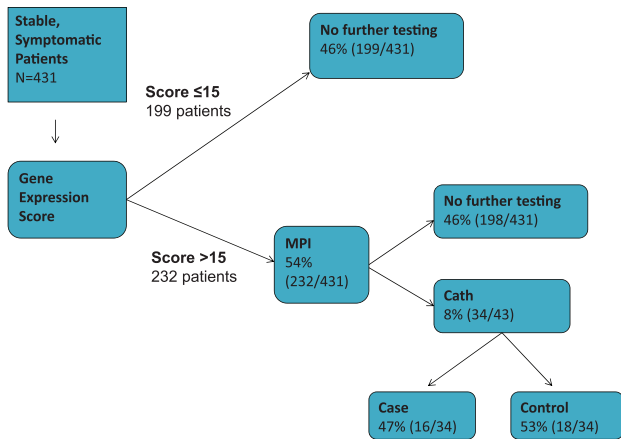 Stable,
Symptomatic
Patients
N=431
No further testing
46% (199/431)
Score ≤15
199 patients
Gene
Expression
Score
Score >15
232 patients
MPI
54%
(232/431)
No further testing
46% (198/431)
Cath
8% (34/43)
Case
47% (16/34)
Control
53% (18/34)